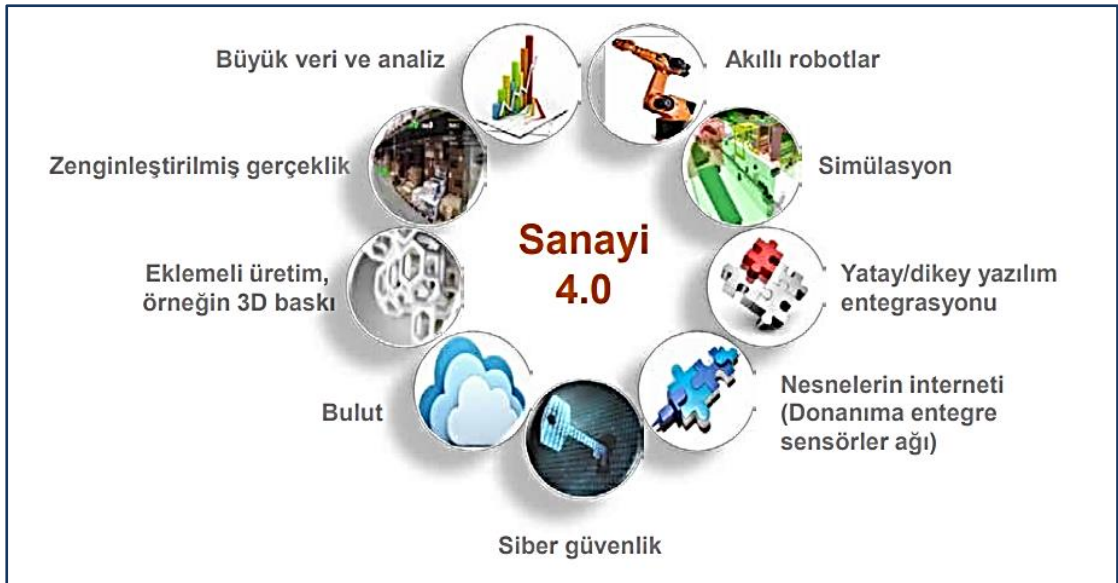 Büyük veri ve analiz
Akıllı robotlar
Zenginleştirilmiş gerçeklik
Simülasyon
Sanayi
4.0
Eklemeli üretim,
örneğin 3D baskı
Yatay/dikey yazılım
entegrasyonu
Bulut
Nesnelerin interneti
(Donanıma entegre
sensörler ağı)
Siber güvenlik